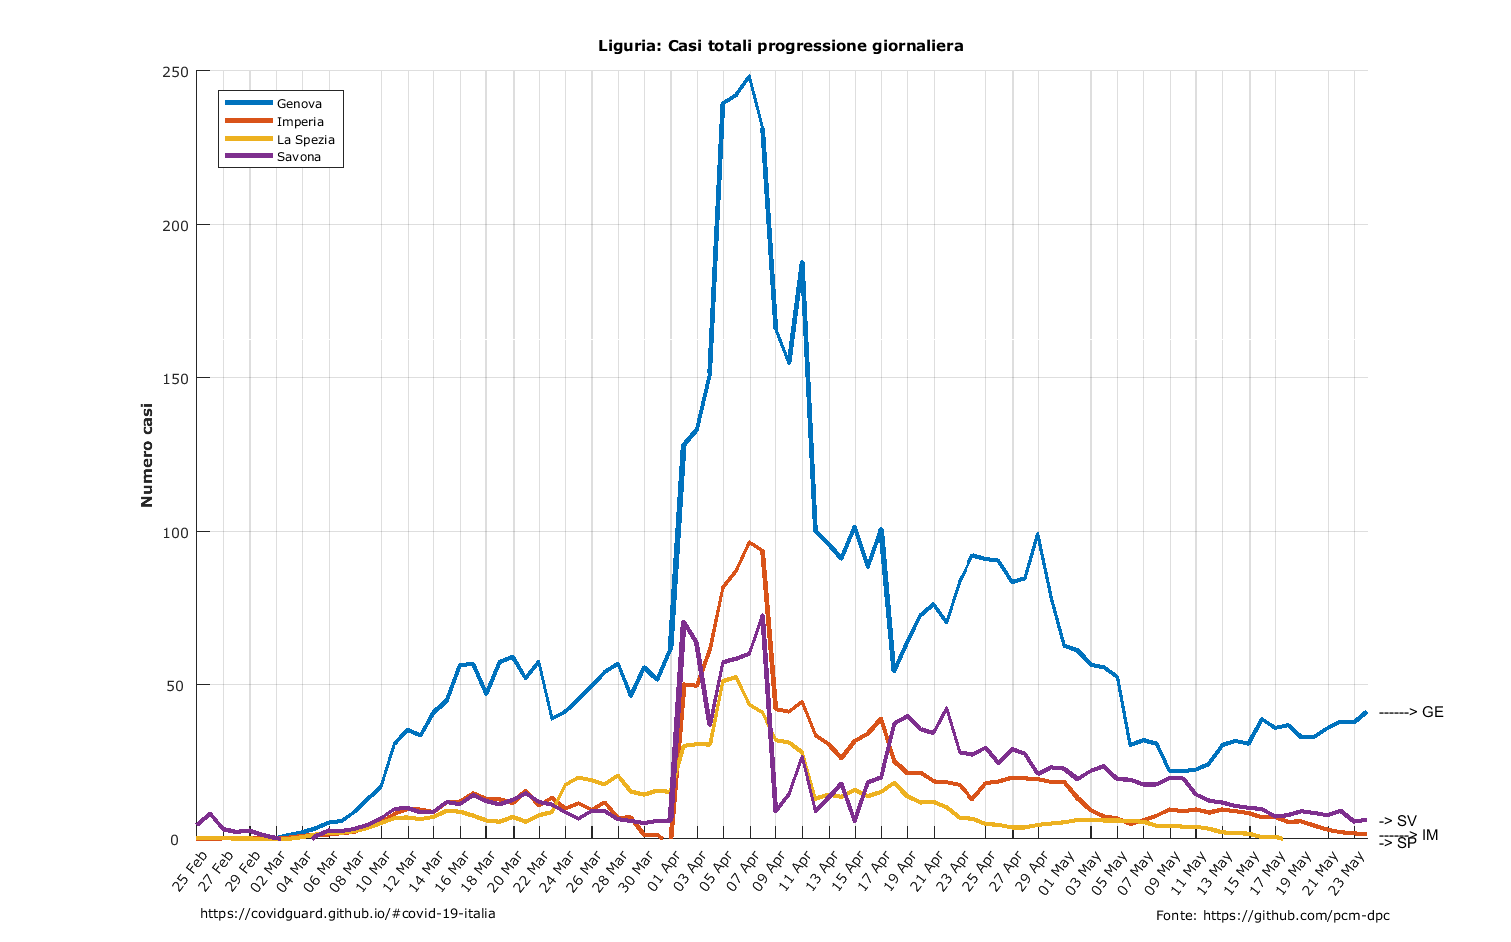 Liguria: Casi totali progressione giornaliera
250
200
150
100
50
0
Numero casi
Genova
Imperia
La Spezia
Savona
------> GE
-> SV
------> IM
-> SP
25 Feb
27 Feb
29 Feb
02 Mar
04 Mar
06 Mar
08 Mar
10 Mar
12 Mar
14 Mar
16 Mar
18 Mar
20 Mar
22 Mar
24 Mar
26 Mar
28 Mar
30 Mar
01 Apr
03 Apr
05 Apr
07 Apr
09 Apr
11 Apr
13 Apr
15 Apr
17 Apr
19 Apr
21 Apr
23 Apr
25 Apr
27 Apr
29 Apr
01 May
03 May
05 May
07 May
09 May
11 May
13 May
15 May
17 May
19 May
21 May
23 May
https://covidguard.github.io/#covid-19-italia
Fonte: https://github.com/pcm-dpc